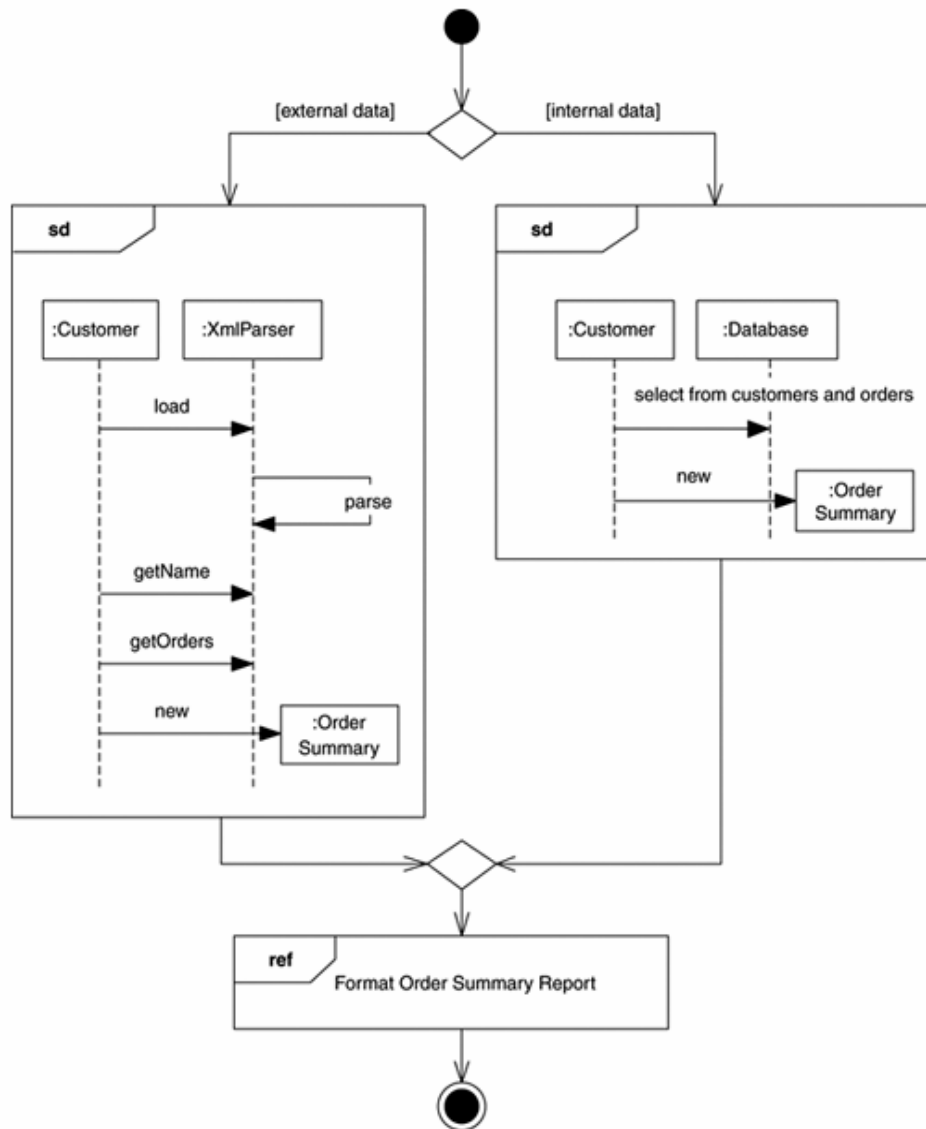 [external data]
[internal data]
sd
:Customer
:XmlParser
load
parse
getName
getOrders
new
:Order
Summary
sd
:Customer
:Database
select from customers and orders
new
:Order
Summary
ref
Format Order Summary Report